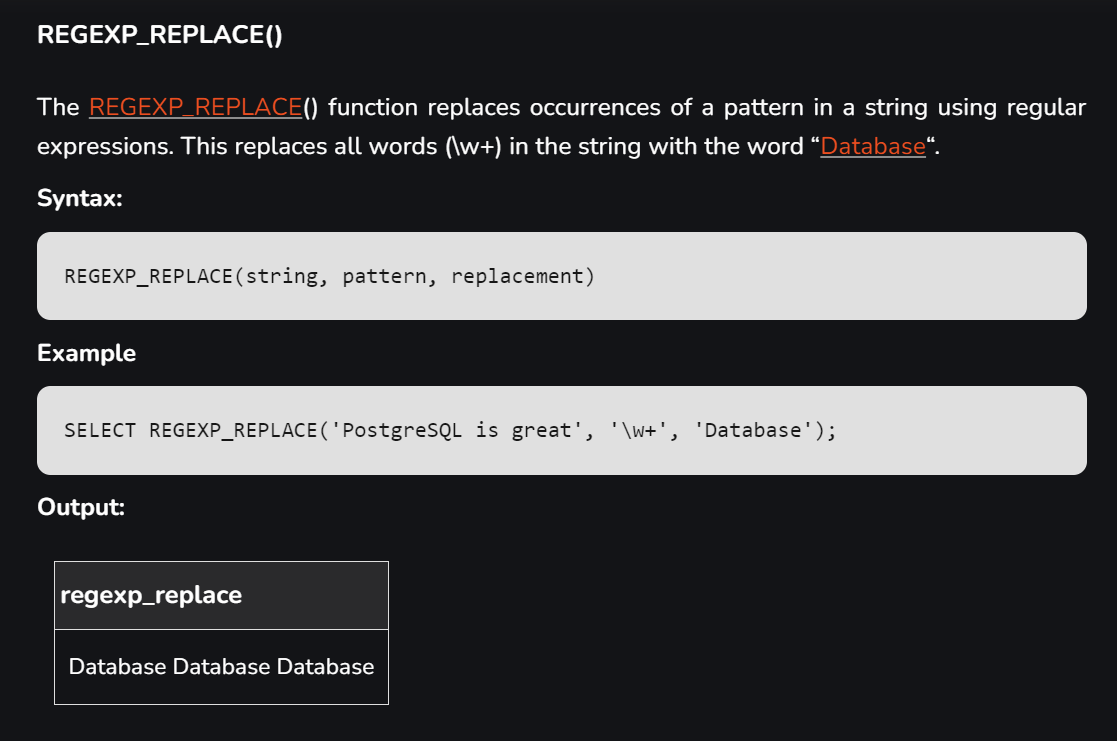 REGEXP_REPLACE()
The REGEXP_REPLACE() function replaces occurrences of a pattern in a string using regular
expressions. This replaces all words (\w+) in the string with the word “Database“.
Syntax:
REGEXP_REPLACE(string, pattern, replacement)
Example
SELECT REGEXP_REPLACE('PostgreSQL is great', '\w+', 'Database');
Output:
regexp_replace
Database Database Database